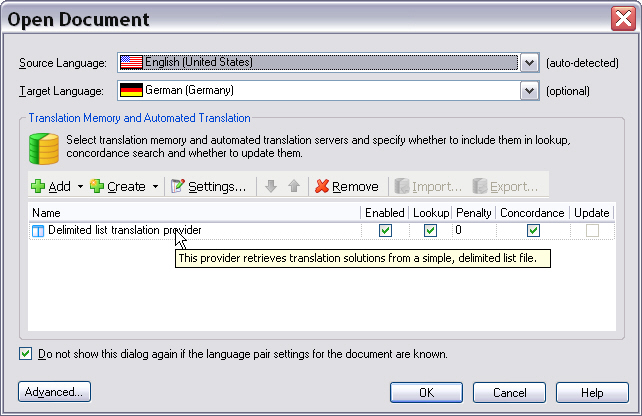 Open Document
Source Language: English (United States) (auto-detected)
Target Language: German (Germany) (optional)
Translation Memory and Automated Translation
Select translation memory and automated translation servers and specify whether to include them in lookup,
concordance search and whether to update them.
Add Create Settings... Remove Import... Export...
Name Enabled Lookup Penalty Concordance Update
Delimited list translation provider 0
This provider retrieves translation solutions from a simple, delimited list file.
Do not show this dialog again if the language pair settings for the document are known.
Advanced... OK Cancel Help